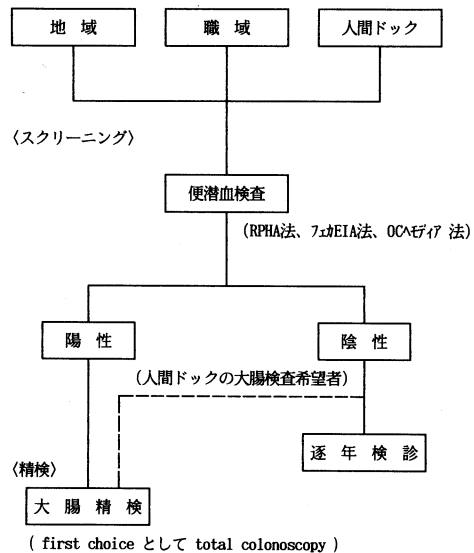 地 域 職 域 人間ドック
〈スクリーニング〉
便潜血検査
(RPHA法、フェカEIA法、OCヘモディア 法)
陽 性 陰 性
(人間ドックの大腸検査希望者)
逐 年 検 診
〈精検〉
大 腸 精 検
( first choice として total colonoscopy )